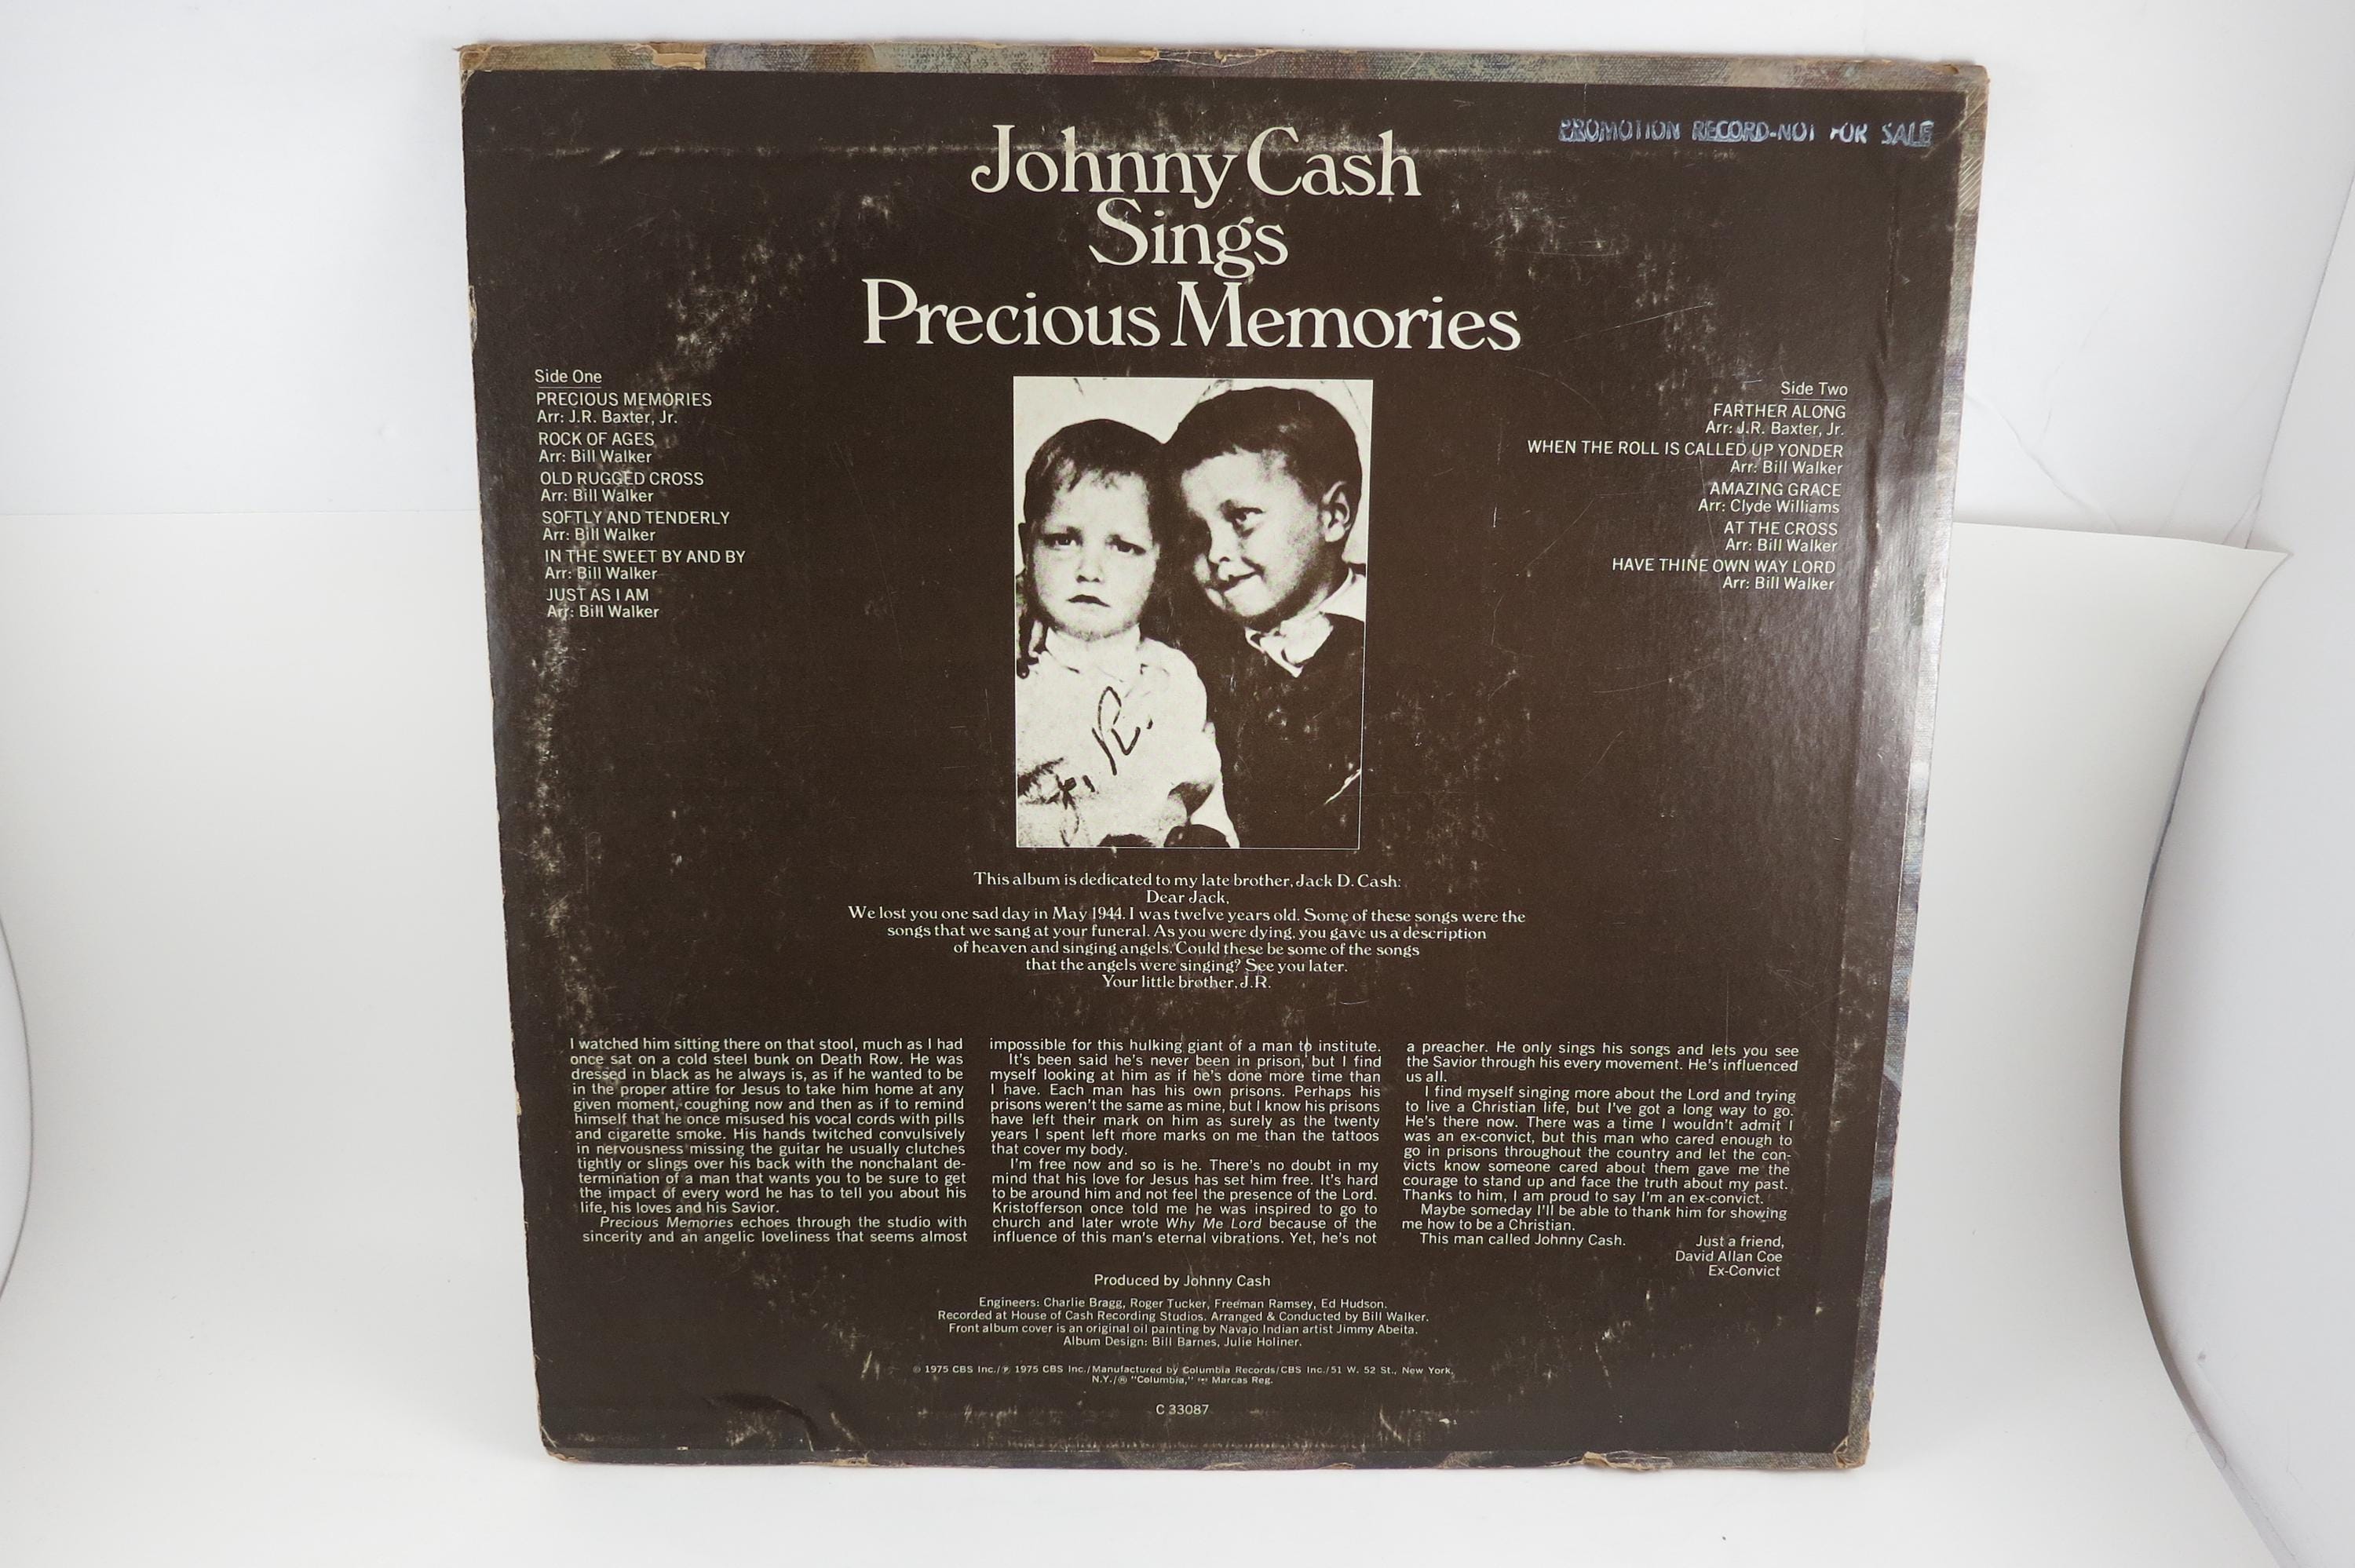 PROMOTION RECORD-NOT FOR SALE
Johnny Cash
Sings
Precious Memories
Side One
PRECIOUS MEMORIES
Arr: J.R. Baxter, Jr.
ROCK OF AGES
Arr: Bill Walker
OLD RUGGED CROSS
Arr: Bill Walker
SOFTLY AND TENDERLY
Arr: Bill Walker
IN THE SWEET BY AND BY
Arr: Bill Walker
JUST AS I AM
Arr: Bill Walker
Side Two
FARTHER ALONG
Arr: J.R. Baxter, Jr.
WHEN THE ROLL IS CALLED UP YONDER
Arr: Bill Walker
AMAZING GRACE
Arr: Clyde Williams
AT THE CROSS
Arr: Bill Walker
HAVE THINE OWN WAY LORD
Arr: Bill Walker
R.
This album is dedicated to my late brother, Jack D. Cash:
Dear Jack,
We lost you one sad day in May 1944. I was twelve years old. Some of these songs were the
songs that we sang at your funeral. As you were dying, you gave us a description
of heaven and singing angels. Could these be some of the songs
that the angels were singing? See you later.
Your little brother, J.R.
I watched him sitting there on that stool, much as I had
once sat on a cold steel bunk on Death Row. He was
dressed in black as he always is, as if he wanted to be
in the proper attire for Jesus to take him home at any
given moment, coughing now and then as if to remind
himself that he once misused his vocal cords with pills
and cigarette smoke. His hands twitched convulsively
in nervousness missing the guitar he usually clutches
tightly or slings over his back with the nonchalant de-
termination of a man that wants you to be sure to get
the impact of every word he has to tell you about his
life, his loves and his Savior.
Precious Memories echoes through the studio with
sincerity and an angelic loveliness that seems almost
impossible for this hulking giant of a man to institute.
It's been said he's never been in prison, but I find
myself looking at him as if he's done more time than
I have. Each man has his own prisons. Perhaps his
prisons weren't the same as mine, but I know his prisons
have left their mark on him as surely as the twenty
years I spent left more marks on me than the tattoos
that cover my body.
I'm free now and so is he. There's no doubt in my
mind that his love for Jesus has set him free. It's hard
to be around him and not feel the presence of the Lord.
Kristofferson once told me he was inspired to go to
church and later wrote Why Me Lord because of the
influence of this man's eternal vibrations. Yet, he's not
a preacher. He only sings his songs and lets you see
the Savior through his every movement. He's influenced
us all.
I find myself singing more about the Lord and trying
to live a Christian life, but I've got a long way to go.
He's there now. There was a time I wouldn't admit I
was an ex-convict, but this man who cared enough to
go in prisons throughout the country and let the con-
victs know someone cared about them gave me the
courage to stand up and face the truth about my past.
Thanks to him, I am proud to say I'm an ex-convict.
Maybe someday I'll be able to thank him for showing
me how to be a Christian.
This man called Johnny Cash.
Just a friend,
David Allan Coe
Ex-Convict
Produced by Johnny Cash
Engineers: Charlie Bragg, Roger Tucker, Freeman Ramsey, Ed Hudson.
Recorded at House of Cash Recording Studios. Arranged & Conducted by Bill Walker.
Front album cover is an original oil painting by Navajo Indian artist Jimmy Abeita.
Album Design: Bill Barnes, Julie Holiner.
© 1975 CBS Inc./℗ 1975 CBS Inc./Manufactured by Columbia Records/CBS Inc./51 W. 52 St., New York,
N.Y./® "Columbia," Marcas Reg.
C 33087